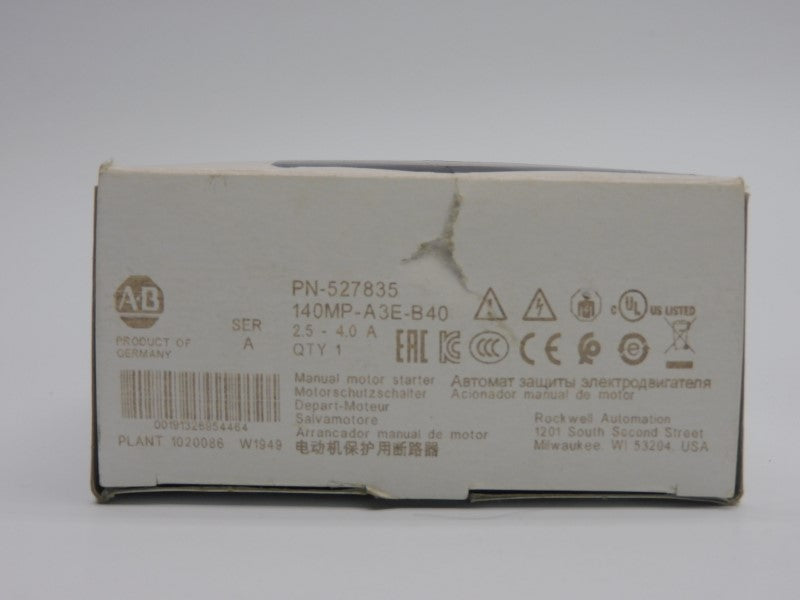 A-B
PRODUCT OF
GERMANY
SER
A
PN-527835
140MP-A3E-B40
2.5 - 4.0 A
QTY 1
c UL US LISTED
EAC CCC CE
00191326954464
PLANT 1020086 W1949
Manual motor starter
Motorschutzschalter
Depart-Moteur
Salvamotore
Arrancador manual de motor
电动机保护用断路器
Автомат защиты электродвигателя
Acionador manual de motor
Rockwell Automation
1201 South Second Street
Milwaukee, WI 53204, USA